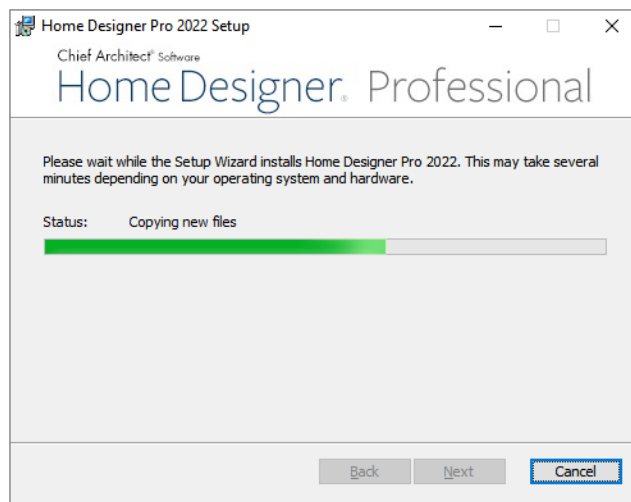 Home Designer Pro 2022 Setup
Chief Architect® Software
Home Designer® Professional
Please wait while the Setup Wizard installs Home Designer Pro 2022. This may take several
minutes depending on your operating system and hardware.
Status: Copying new files
Back Next Cancel